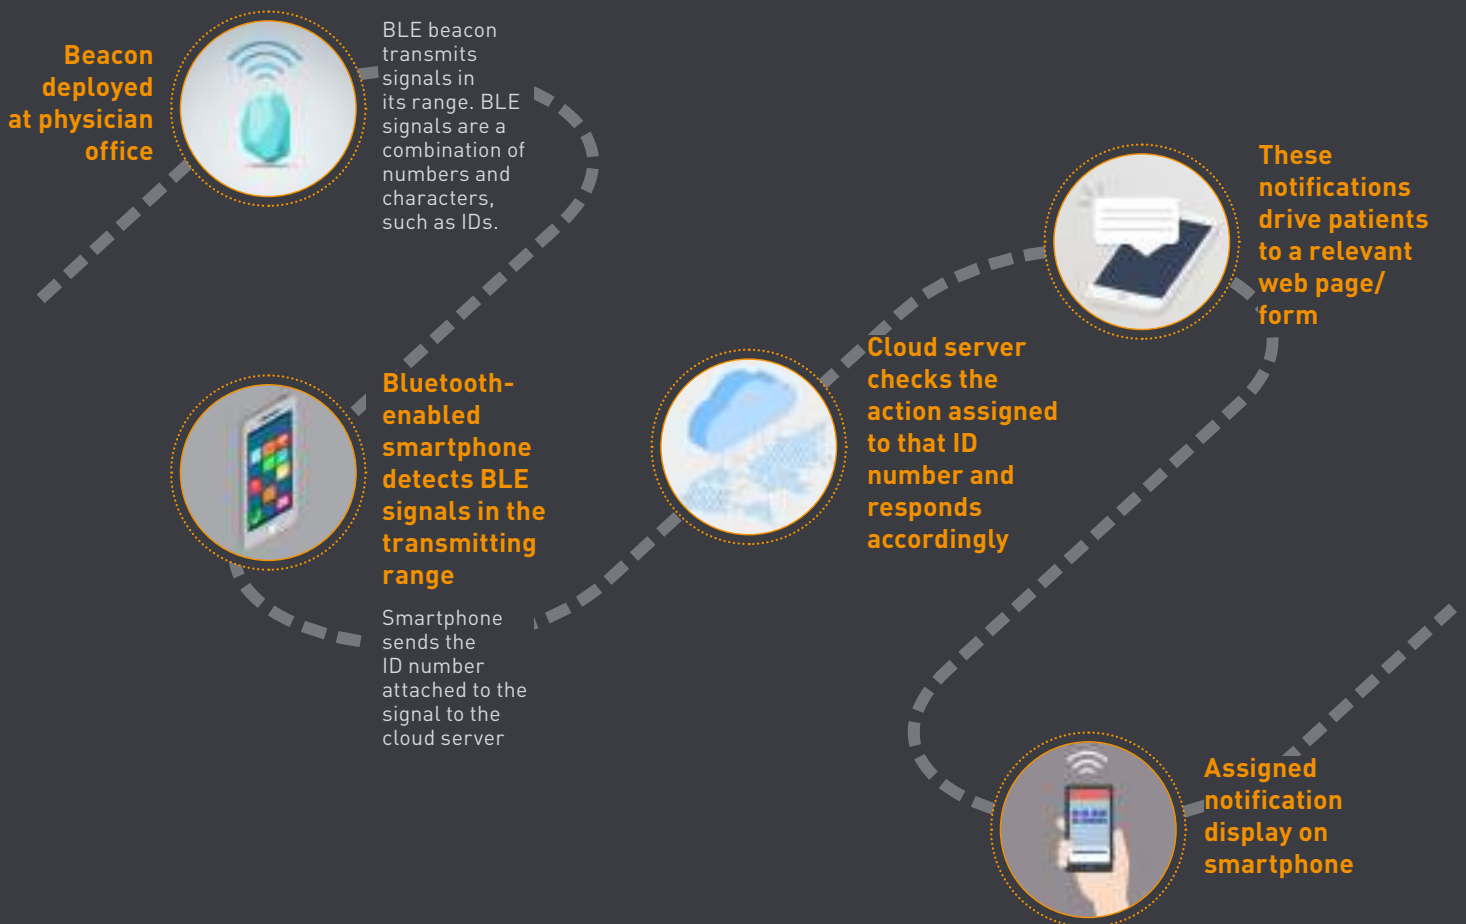 Beacon
deployed
at physician
office
BLE beacon
transmits
signals in
its range. BLE
signals are a
combination of
numbers and
characters,
such as IDs.
Bluetooth-
enabled
smartphone
detects BLE
signals in the
transmitting
range
Smartphone
sends the
ID number
attached to the
signal to the
cloud server
Cloud server
checks the
action assigned
to that ID
number and
responds
accordingly
These
notifications
drive patients
to a relevant
web page/
form
Assigned
notification
display on
smartphone